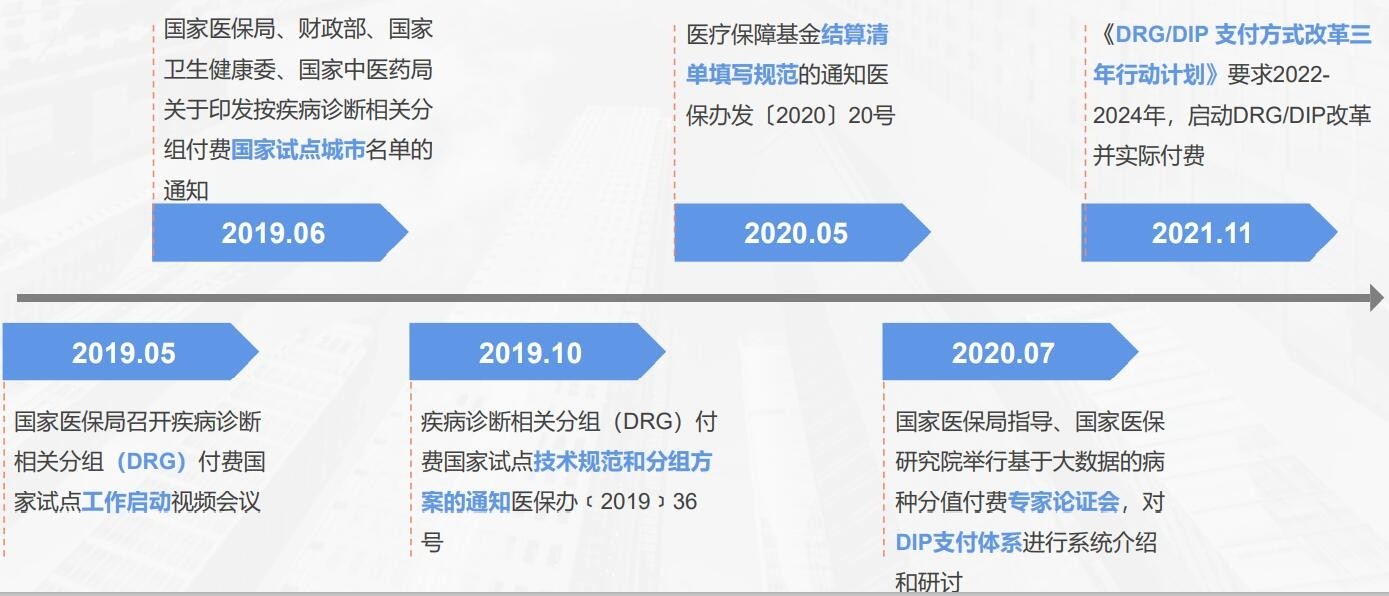 国家医保局、财政部、国家
卫生健康委、国家中医药局
关于印发按疾病诊断相关分
组付费国家试点城市名单的
通知
2019.06
医疗保障基金结算清
单填写规范的通知医
保办发〔2020〕20号
2020.05
《DRG/DIP 支付方式改革三
年行动计划》要求2022-
2024年，启动DRG/DIP改革
并实际付费
2021.11
2019.05
国家医保局召开疾病诊断
相关分组（DRG）付费国
家试点工作启动视频会议
2019.10
疾病诊断相关分组（DRG）付
费国家试点技术规范和分组方
案的通知医保办﹝2019﹞36
号
2020.07
国家医保局指导、国家医保
研究院举行基于大数据的病
种分值付费专家论证会，对
DIP支付体系进行系统介绍
和研讨